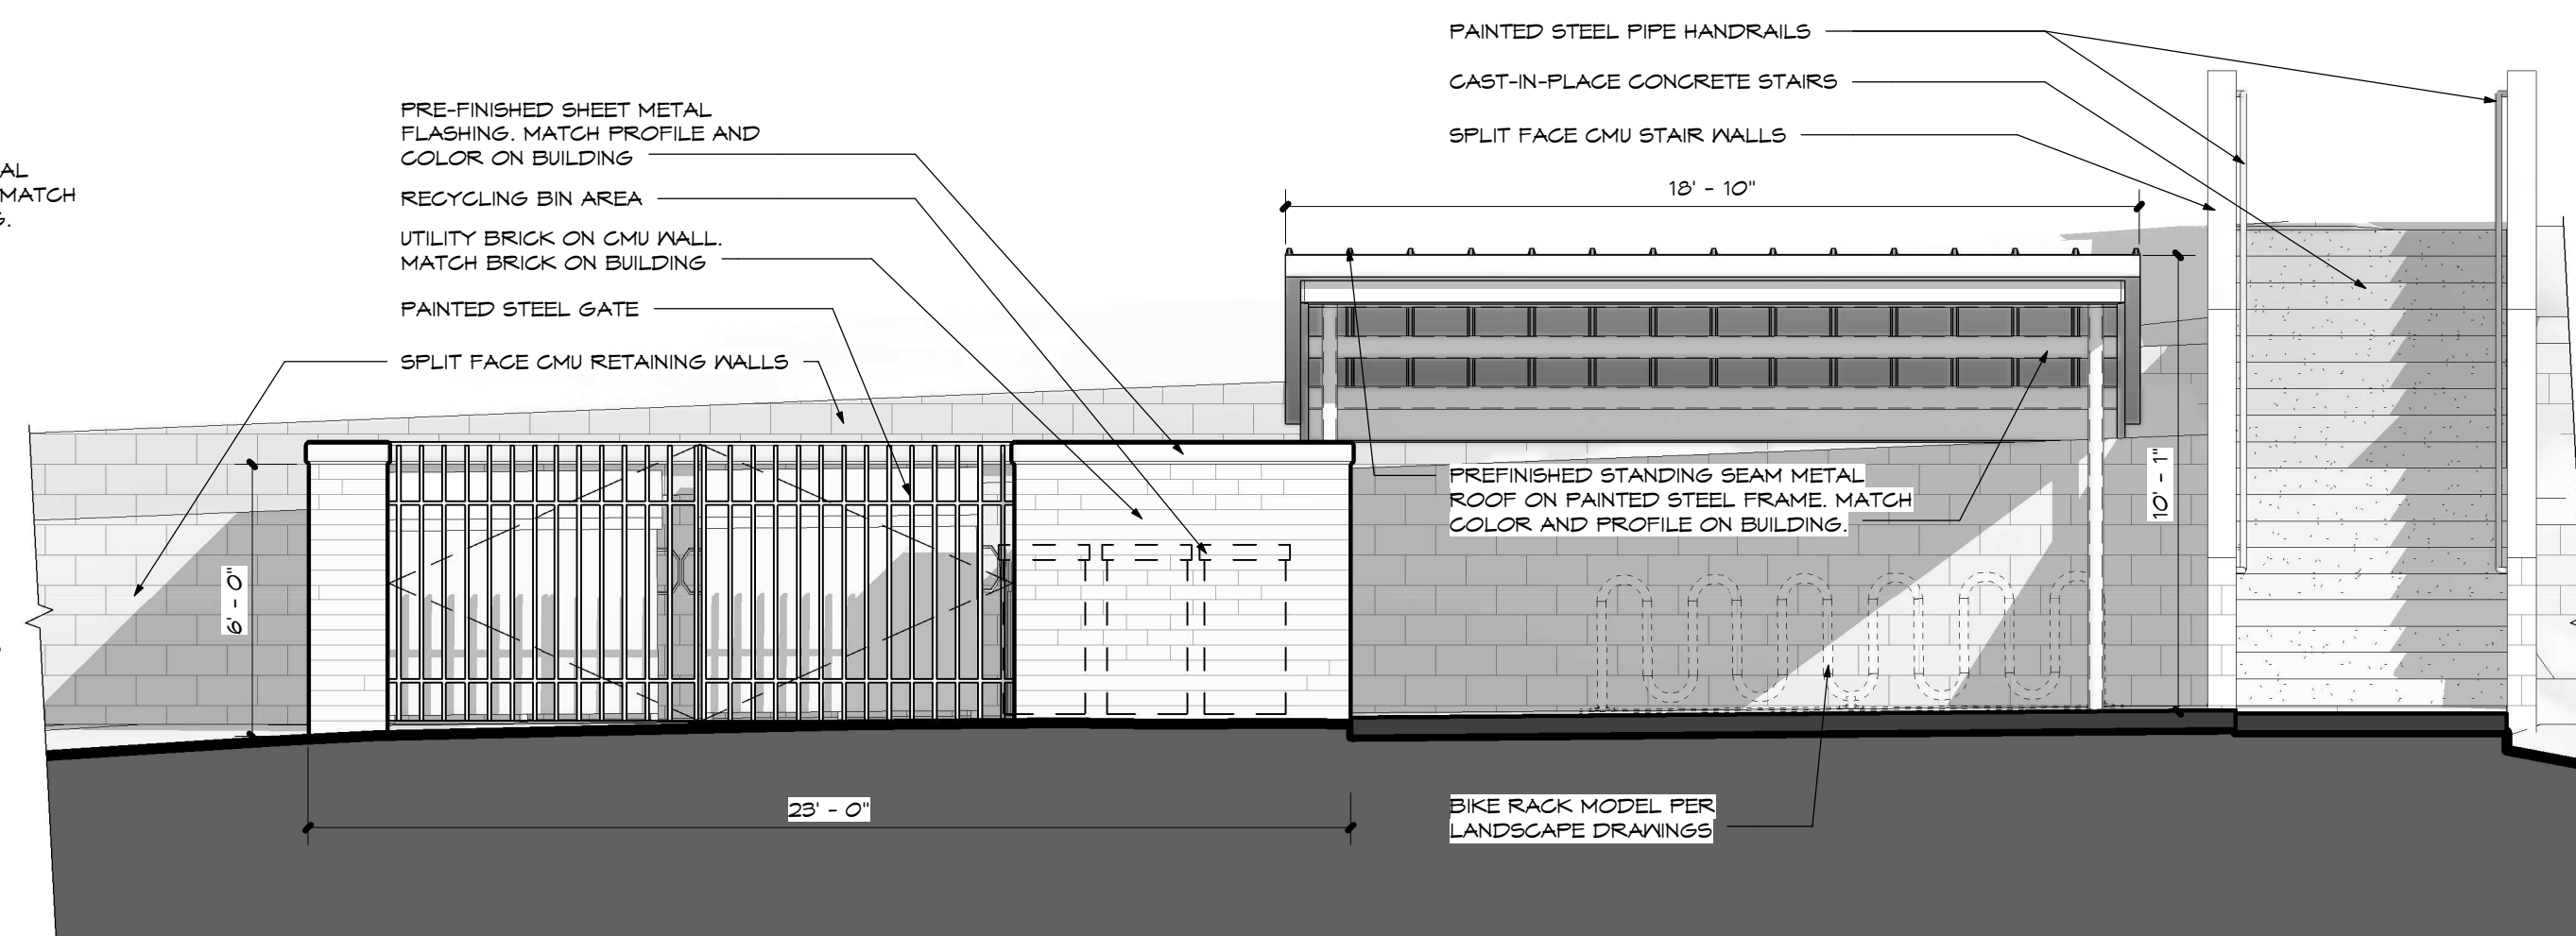 AL
MATCH
PRE-FINISHED SHEET METAL
FLASHING. MATCH PROFILE AND
COLOR ON BUILDING
RECYCLING BIN AREA
UTILITY BRICK ON CMU WALL.
MATCH BRICK ON BUILDING
PAINTED STEEL GATE
SPLIT FACE CMU RETAINING WALLS
PAINTED STEEL PIPE HANDRAILS
CAST-IN-PLACE CONCRETE STAIRS
SPLIT FACE CMU STAIR WALLS
18' - 10"
PREFINISHED STANDING SEAM METAL
ROOF ON PAINTED STEEL FRAME. MATCH
COLOR AND PROFILE ON BUILDING.
10' - 1"
6' - 0"
23' - 0"
BIKE RACK MODEL PER
LANDSCAPE DRAWINGS